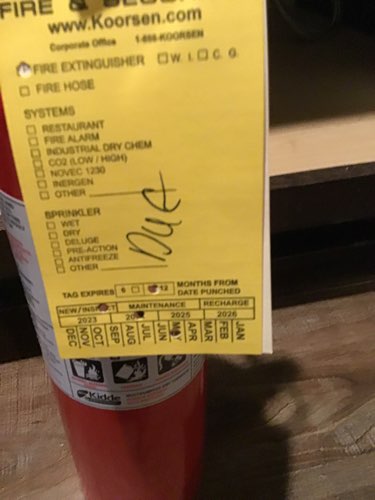 FIRE & 
www.Koorsen.com
Corporate Office 1-888-KOORSEN
FIRE EXTINGUISHER W. I. C. G.
FIRE HOSE
SYSTEMS
RESTAURANT
FIRE ALARM
INDUSTRIAL DRY CHEM
CO2 (LOW / HIGH)
NOVEC 1230
INERGEN
OTHER
SPRINKLER
WET
DRY
DELUGE
PRE-ACTION
ANTIFREEZE
OTHER
TAG EXPIRES 6 12 MONTHS FROM DATE PUNCHED
NEW/INSPECT MAINTENANCE RECHARGE
2023 2025 2026
DEC NOV OCT SEP AUG JUL JUN MAY APR MAR FEB JAN
Kidde